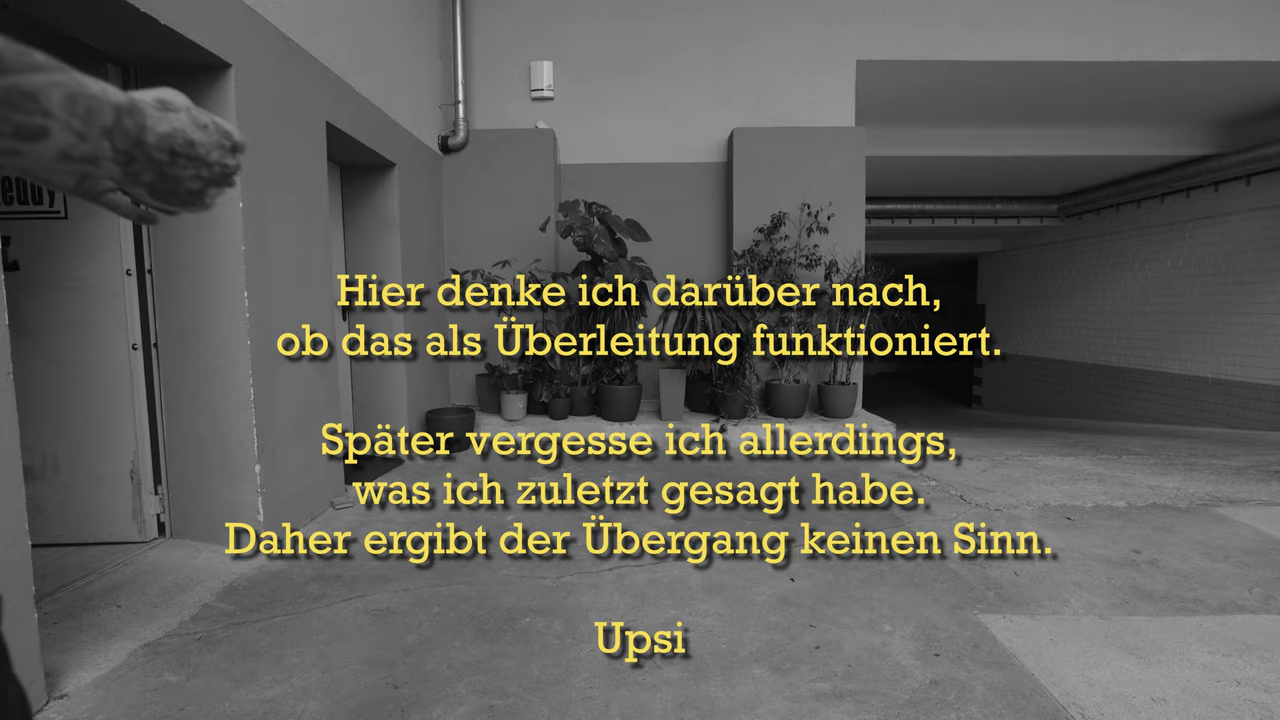 Hier denke ich darüber nach,
ob das als Überleitung funktioniert.
Später vergesse ich allerdings,
was ich zuletzt gesagt habe.
Daher ergibt der Übergang keinen Sinn.
Upsi